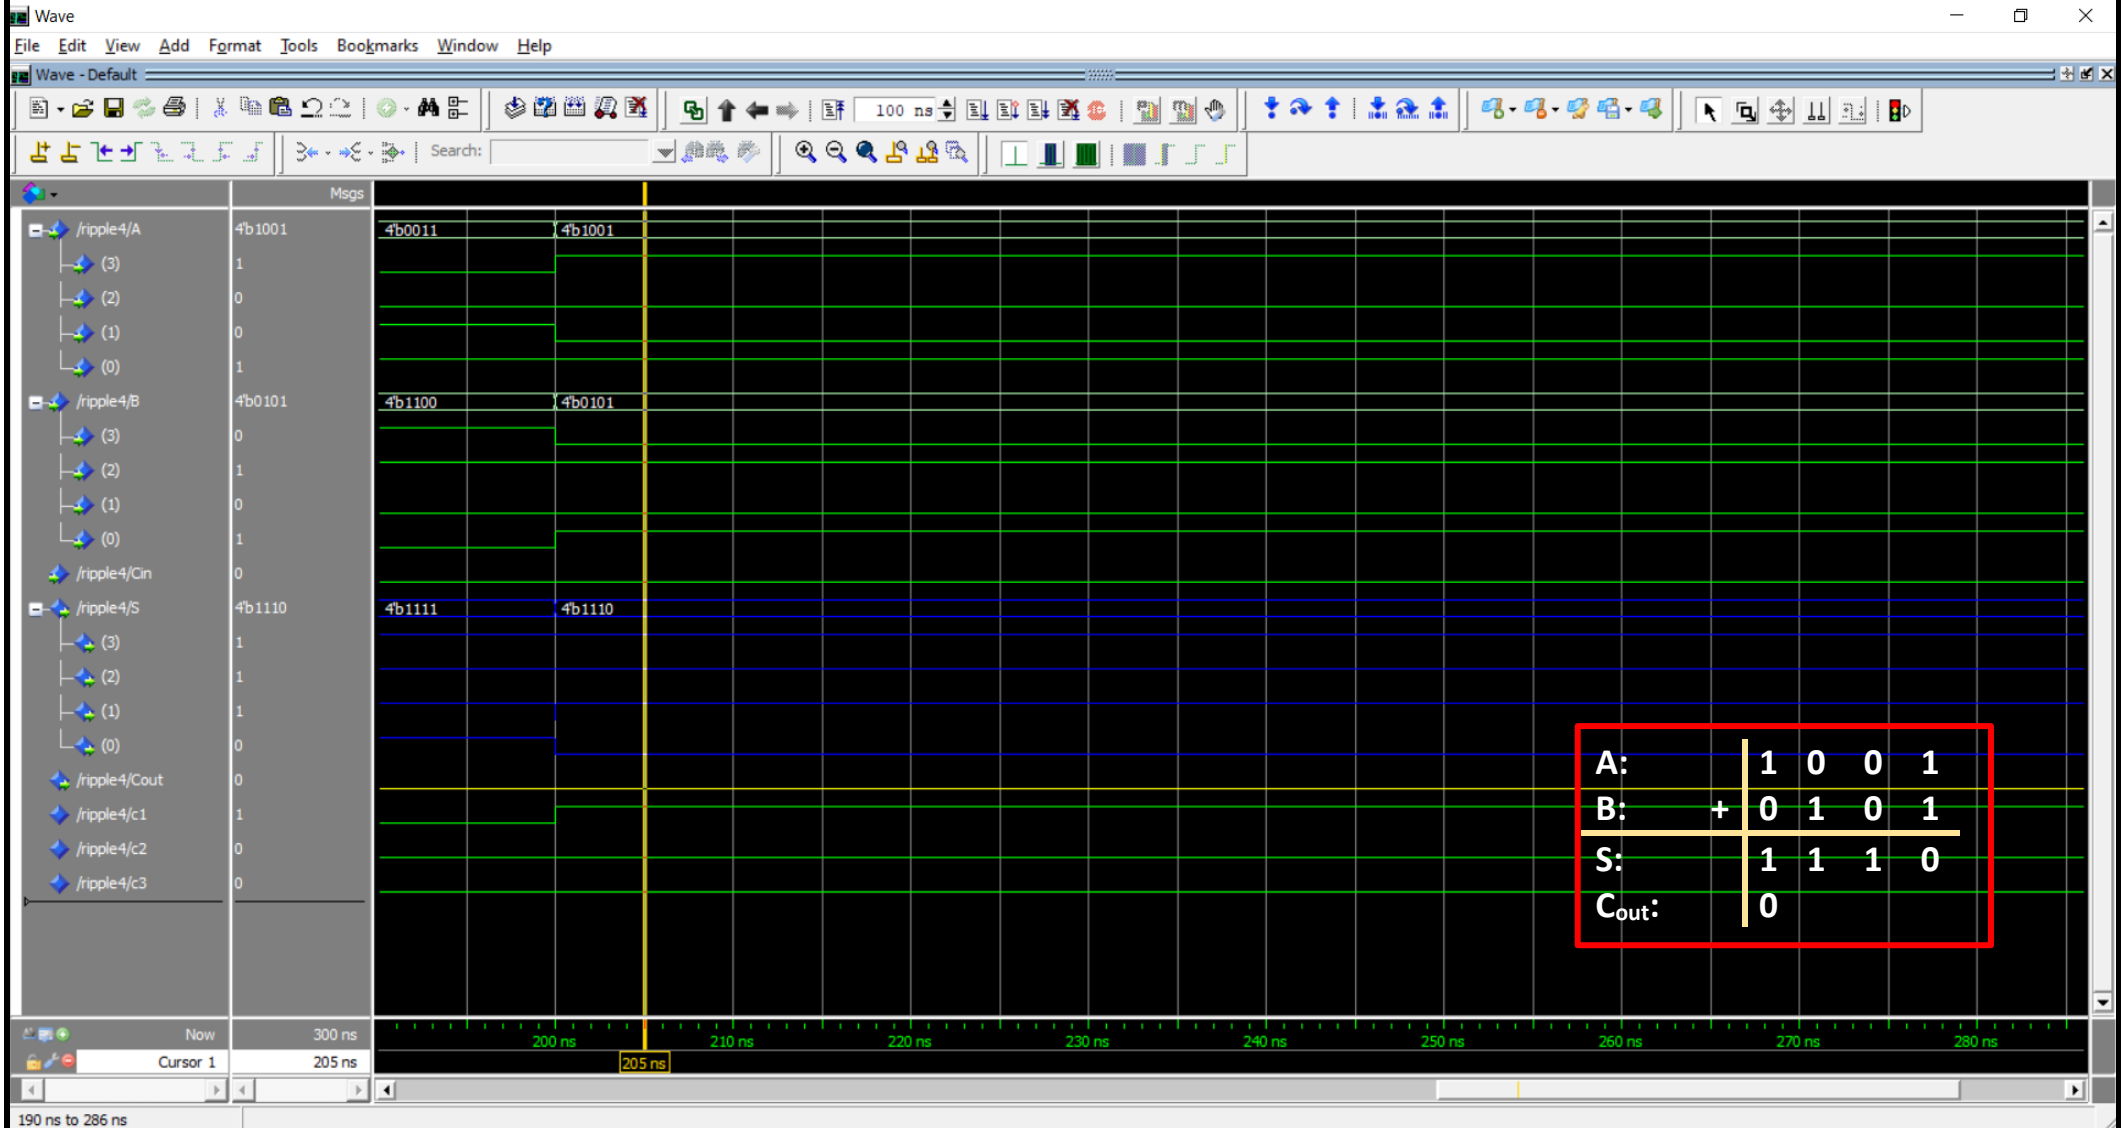 Wave
File Edit View Add Format Tools Bookmarks Window Help
Wave - Default
100 ns
Search:
Msgs
/ripple4/A 4'b1001 4'b0011 4'b1001
(3) 1
(2) 0
(1) 0
(0) 1
/ripple4/B 4'b0101 4'b1100 4'b0101
(3) 0
(2) 1
(1) 0
(0) 1
/ripple4/Cin 0
/ripple4/S 4'b1110 4'b1111 4'b1110
(3) 1
(2) 1
(1) 1
(0) 0
/ripple4/Cout 0
/ripple4/c1 1
/ripple4/c2 0
/ripple4/c3 0
A: 1 0 0 1
B: + 0 1 0 1
S: 1 1 1 0
Cout: 0
Now 300 ns 200 ns 210 ns 220 ns 230 ns 240 ns 250 ns 260 ns 270 ns 280 ns
Cursor 1 205 ns 205 ns
190 ns to 286 ns